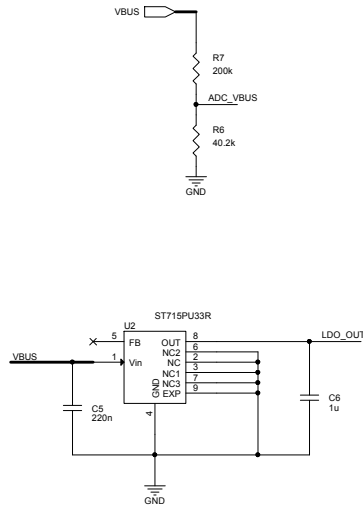 VBUS
R7
200k
ADC_VBUS
R6
40.2k
GND
ST715PU33R
U2
5 FB OUT 8 LDO_OUT
NC2 6
VBUS 1 Vin NC 2
NC1 3
NC3 7
GND EXP 9
4
C5
220n
C6
1u
GND